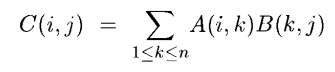 C(i,j) = ∑ A(i,k)B(k,j)
1≤k≤n